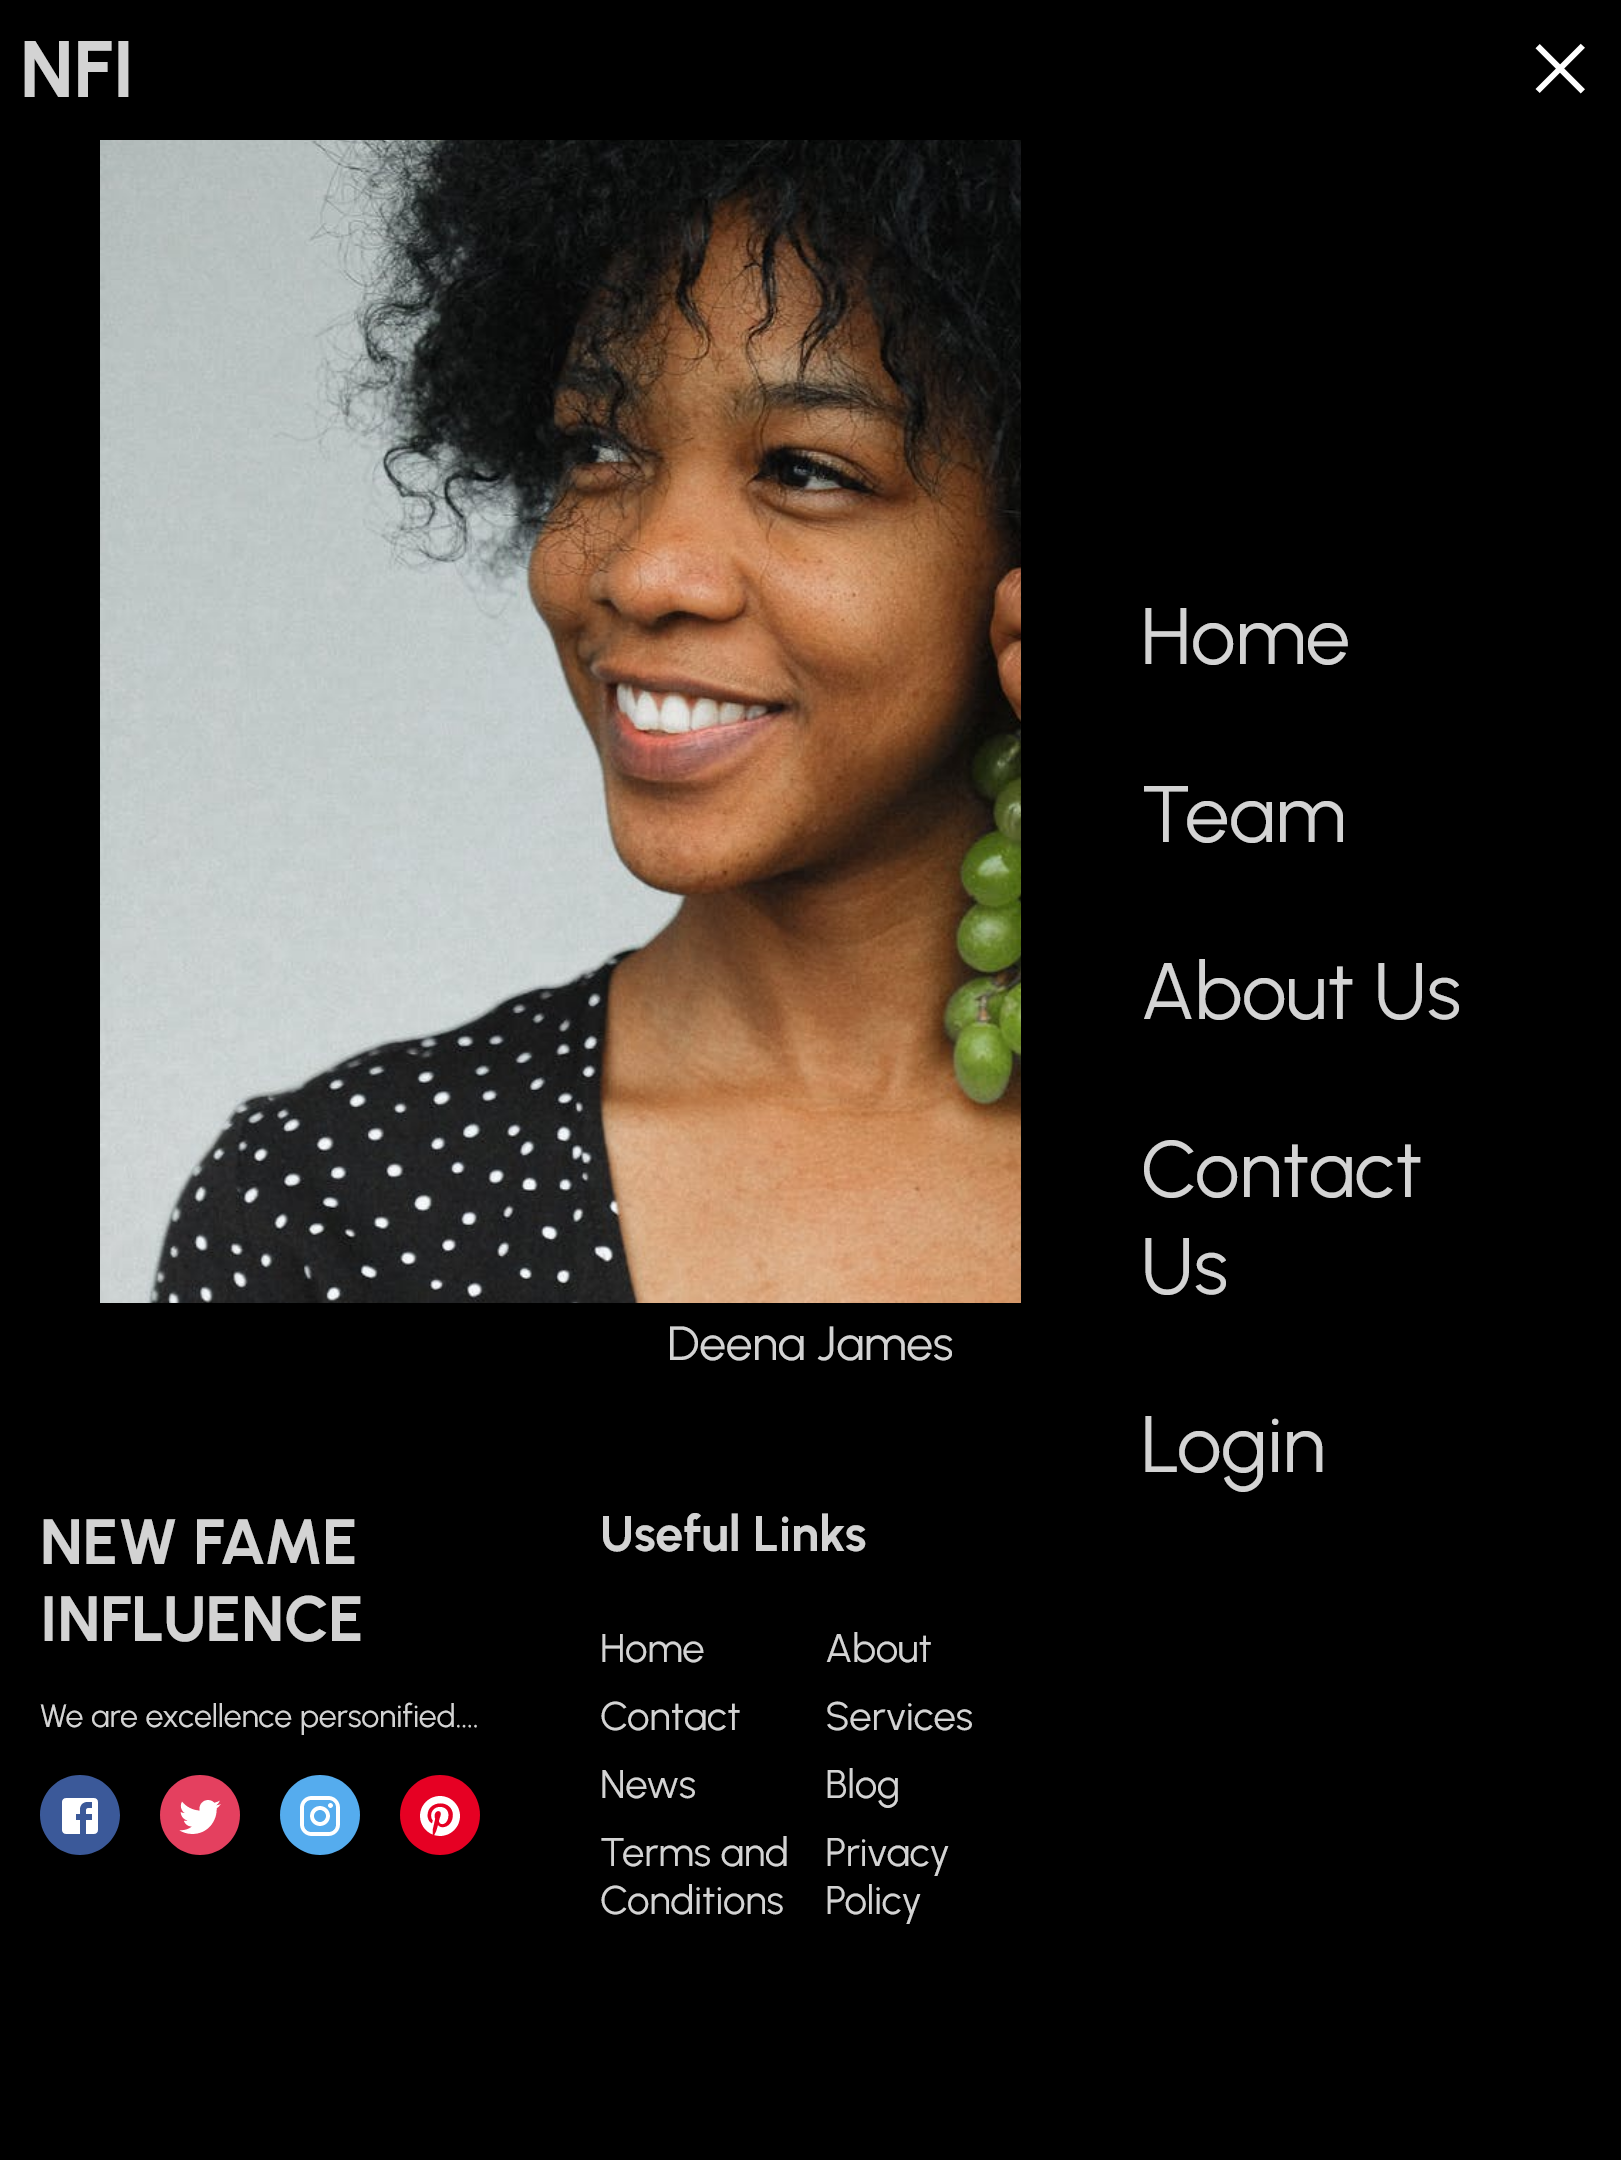 NFI
Home
Team
About Us
Contact
Us
Login
Deena James
NEW FAME
INFLUENCE
We are excellence personified....
Useful Links
Home
About
Contact
Services
News
Blog
Terms and
Conditions
Privacy
Policy